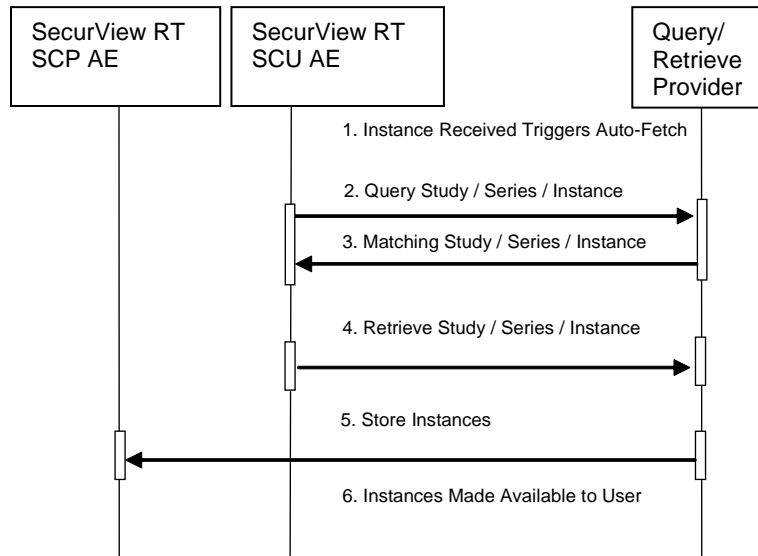 SecurView RT
SCP AE
SecurView RT
SCU AE
Query/
Retrieve
Provider
1. Instance Received Triggers Auto-Fetch
2. Query Study / Series / Instance
3. Matching Study / Series / Instance
4. Retrieve Study / Series / Instance
5. Store Instances
6. Instances Made Available to User